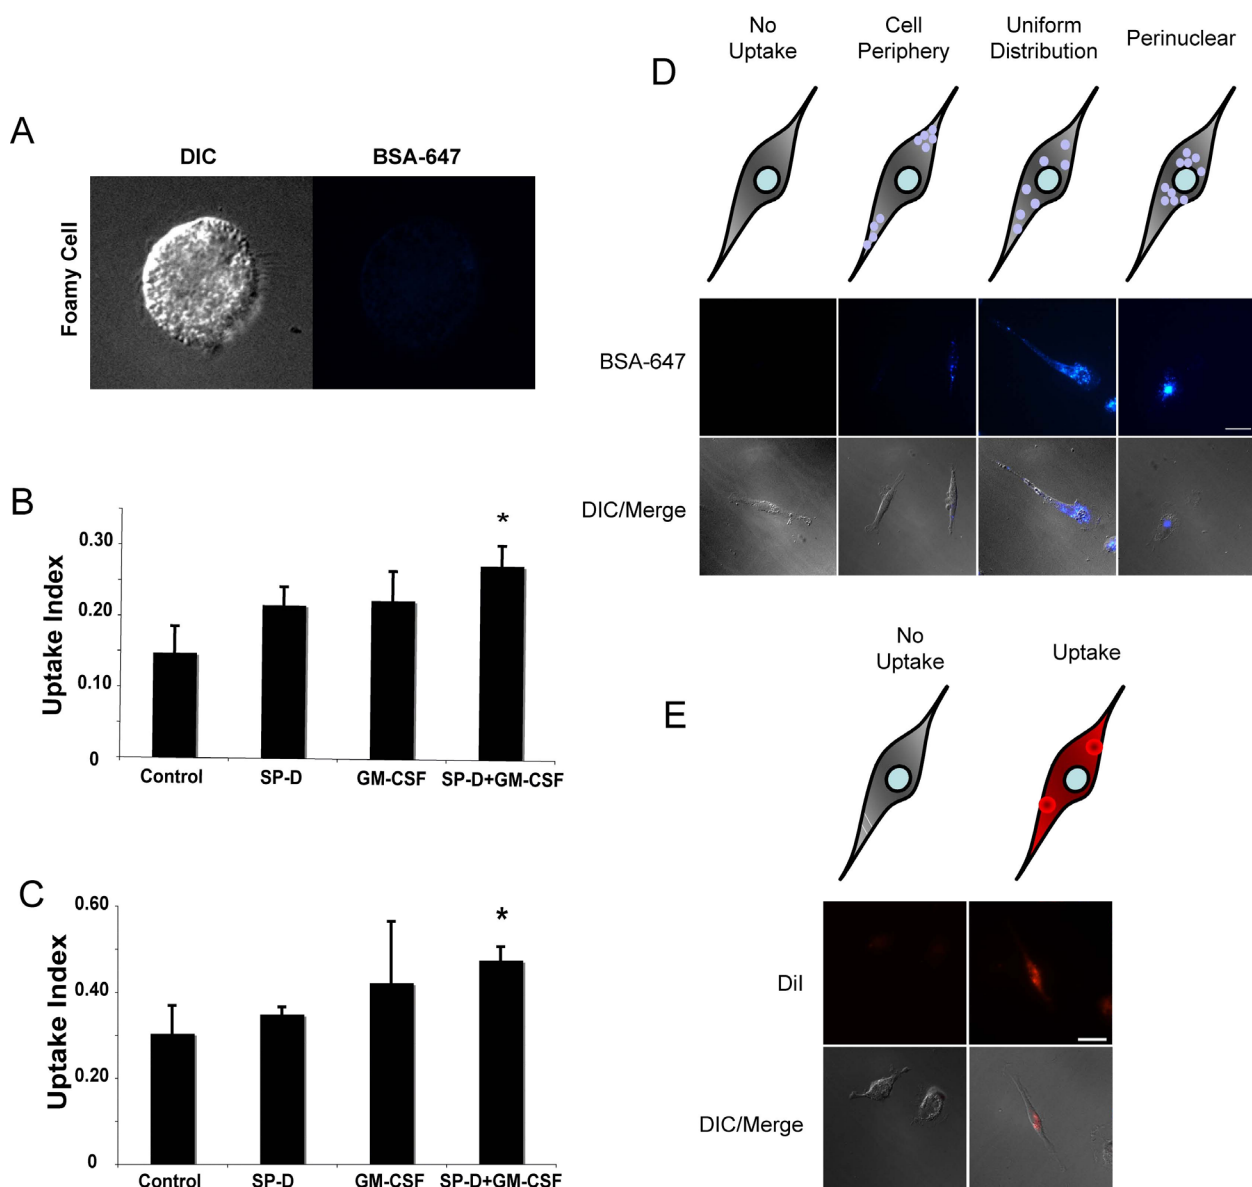 A
DIC
BSA-647
Foamy Cell
B
Uptake Index
0.30
0.20
0.10
0
*
Control
SP-D
GM-CSF
SP-D+GM-CSF
C
Uptake Index
0.60
0.40
0.20
0
*
Control
SP-D
GM-CSF
SP-D+GM-CSF
D
No
Uptake
Cell
Periphery
Uniform
Distribution
Perinuclear
BSA-647
DIC/Merge
E
No
Uptake
Uptake
DiI
DIC/Merge